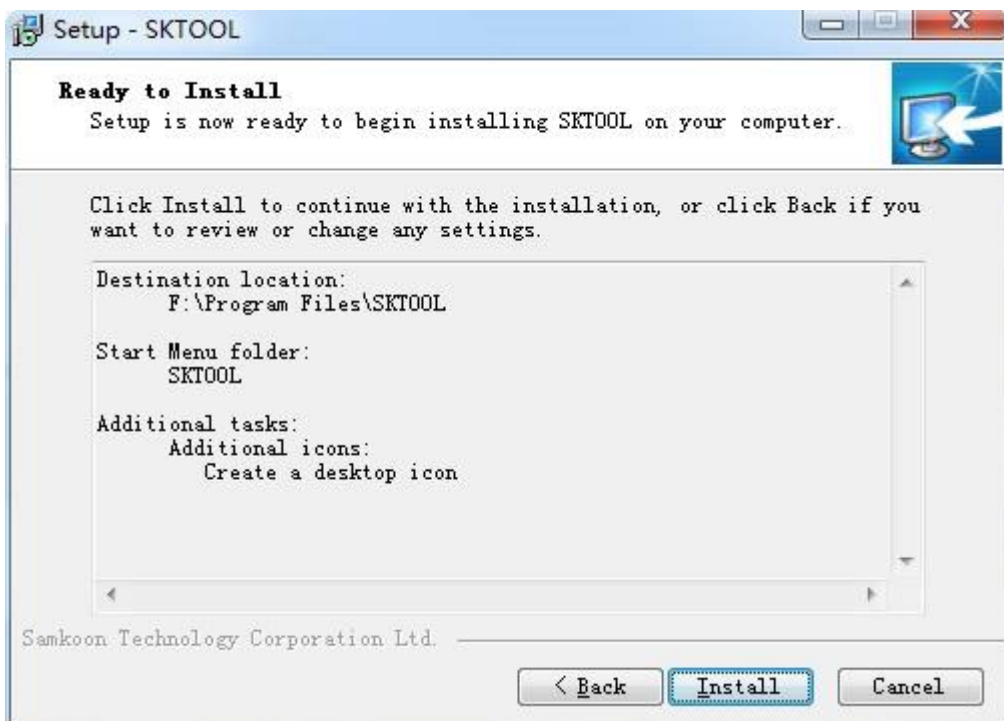 Setup - SKTOOL
Ready to Install
Setup is now ready to begin installing SKTOOL on your computer.
Click Install to continue with the installation, or click Back if you
want to review or change any settings.
Destination location:
F:\Program Files\SKTOOL
Start Menu folder:
SKTOOL
Additional tasks:
Additional icons:
Create a desktop icon
Samkoon Technology Corporation Ltd.
< Back
Install
Cancel